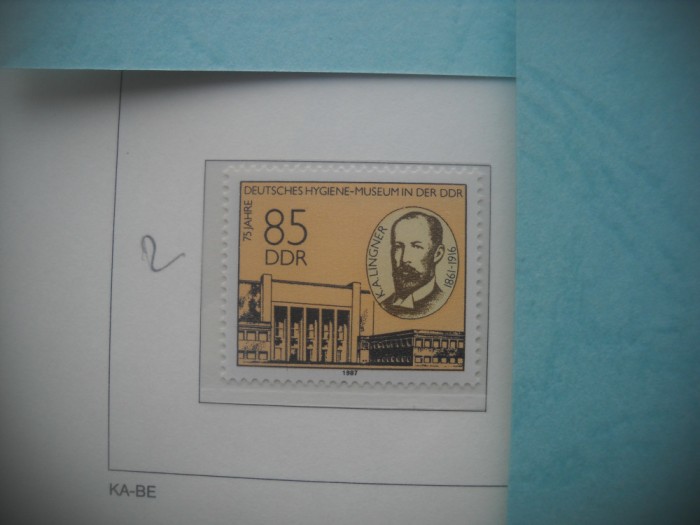 DEUTSCHES HYGIENE-MUSEUM IN DER DDR
75 JAHRE
85
DDR
K.A. LINGNER
1861-1916
1987
2
KA-BE